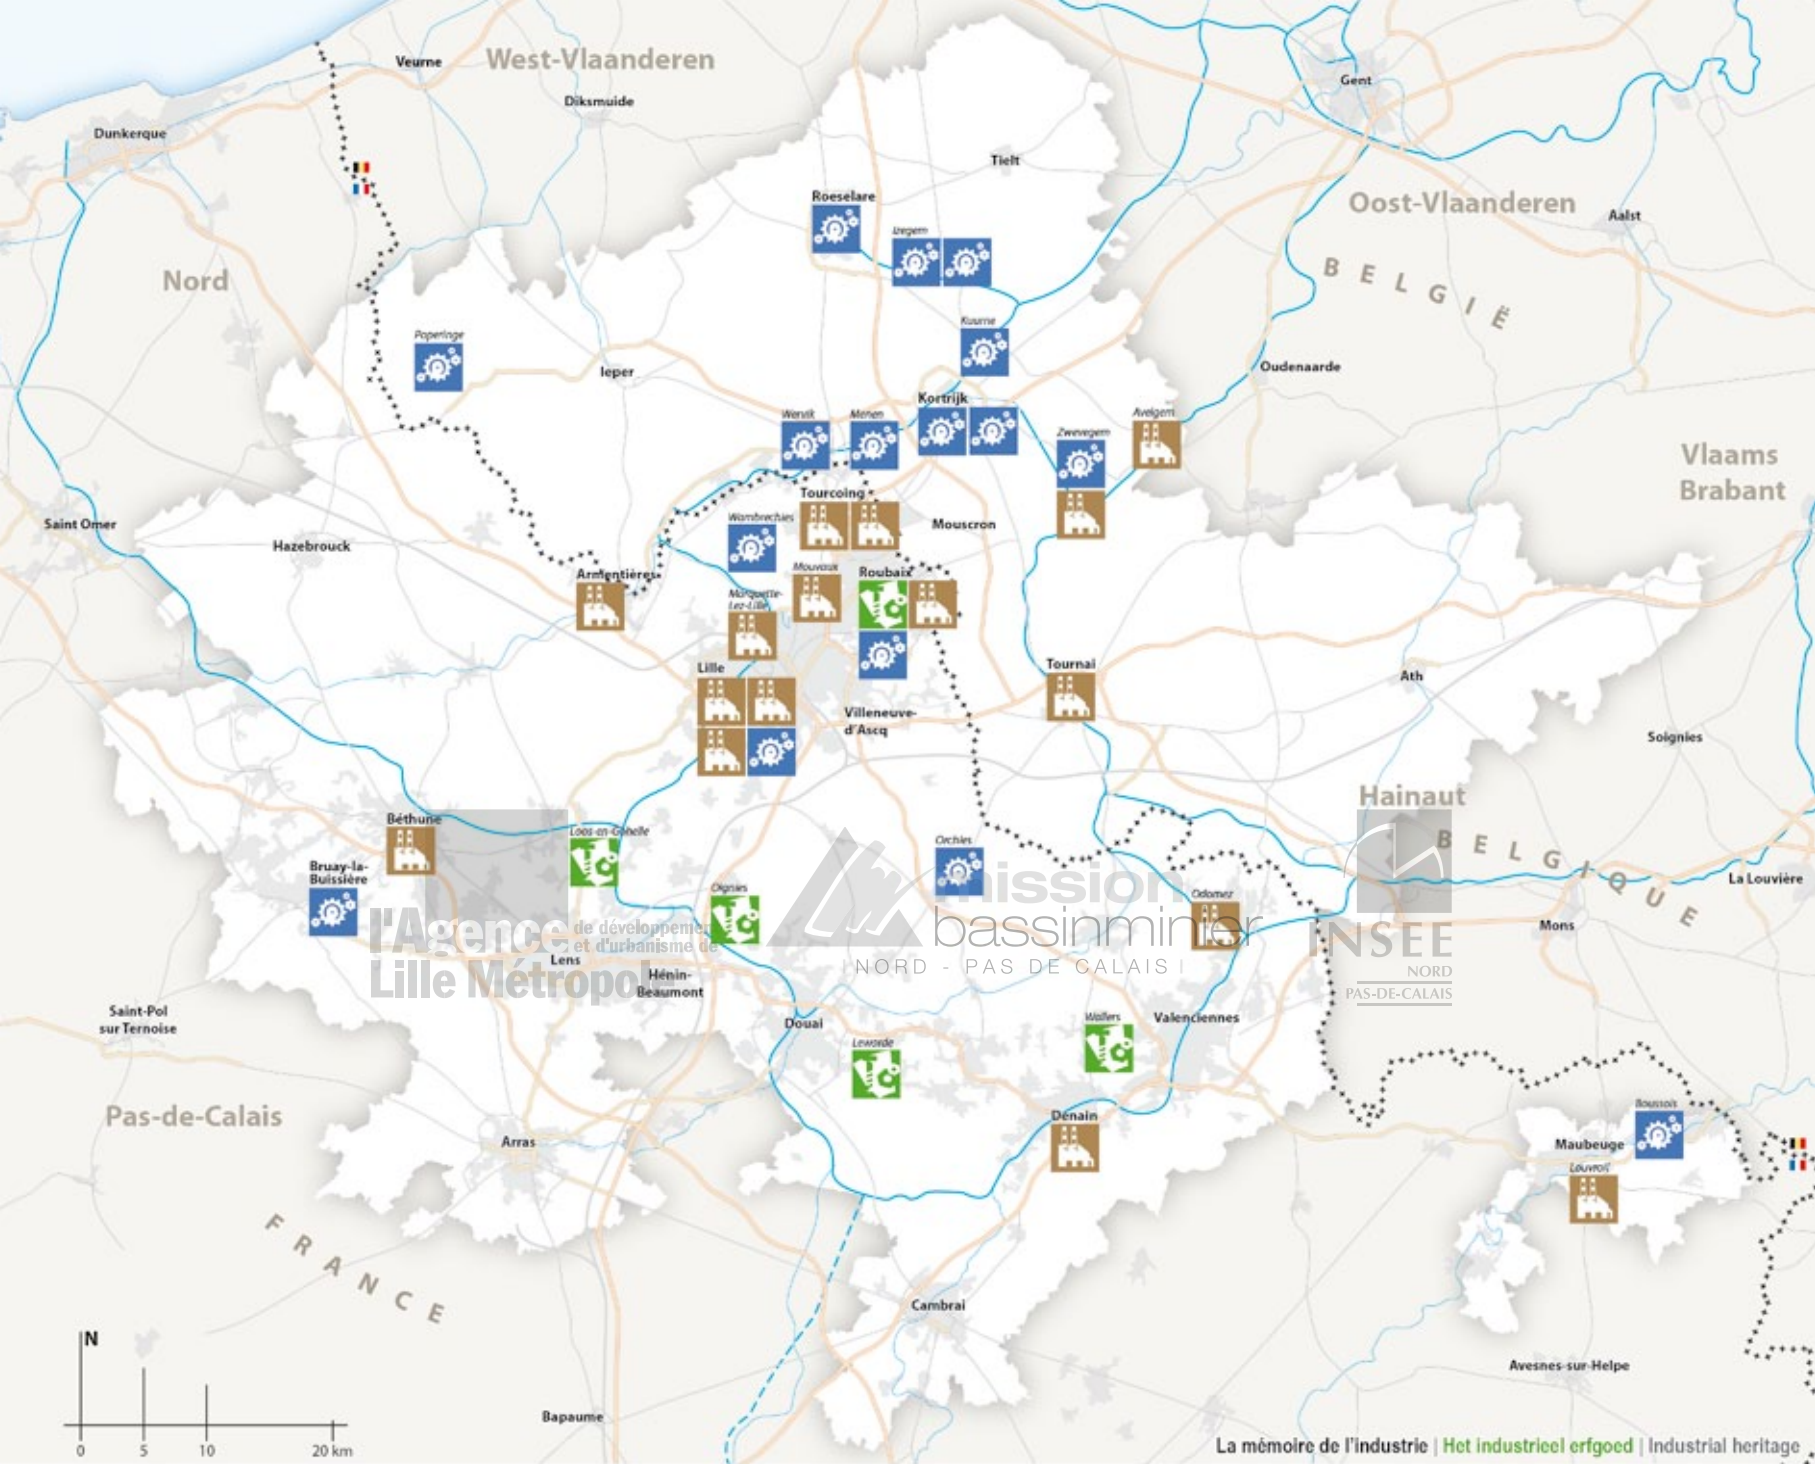 Veurne
West-Vlaanderen
Diksmuide
Gent
Dunkerque
Tielt
Roeselare
Oost-Vlaanderen
Aalst
Izegem
Nord
BELGIË
Poperinge
Kuurne
Ieper
Oudenaarde
Kortrijk
Wervik
Menen
Avelgem
Zwevegem
Vlaams
Brabant
Tourcoing
Saint Omer
Wambrechies
Mouscron
Hazebrouck
Armentières
Mouvaux
Roubaix
Marquette-
Lez-Lille
Lille
Tournai
Ath
Villeneuve-
d'Ascq
Soignies
Hainaut
BELGIQUE
Béthune
Loos-en-Gohelle
Orchies
Bruay-la-
Buissière
mission
La Louvière
Oignies
Odomez
l'Agence
de développement
et d'urbanisme de
Lille Métropole
bassinminier
NORD - PAS DE CALAIS
INSEE
NORD
PAS-DE-CALAIS
Mons
Lens
Hénin-
Beaumont
Saint-Pol
sur Ternoise
Douai
Wallers
Valenciennes
Lewarde
Pas-de-Calais
Denain
Boussois
Arras
Maubeuge
Louvroil
FRANCE
Cambrai
N
Avesnes-sur-Helpe
Bapaume
0 5 10 20 km
La mémoire de l'industrie | Het industrieel erfgoed | Industrial heritage